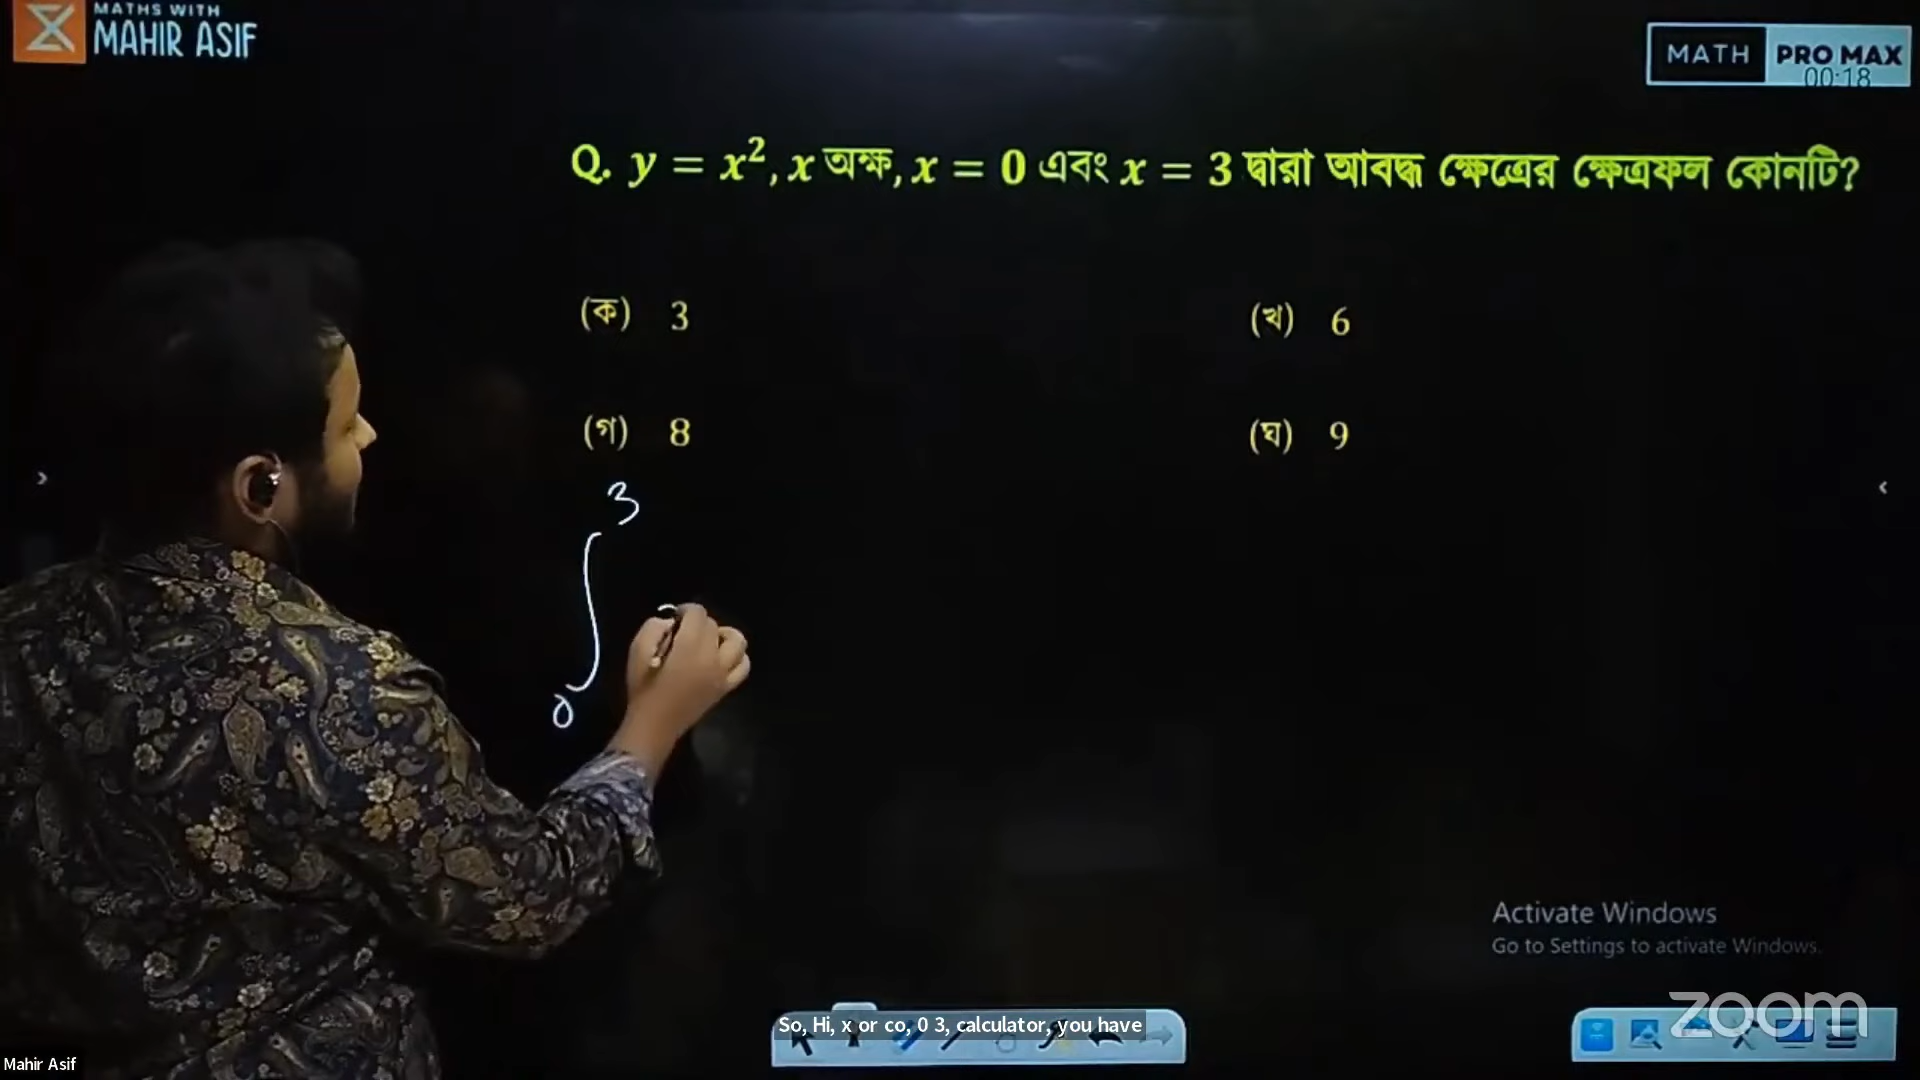 MATHS WITH
MAHIR ASIF
MATH PRO MAX
00:18
Q. y = x², x অক্ষ, x = 0 এবং x = 3 দ্বারা আবদ্ধ ক্ষেত্রের ক্ষেত্রফল কোনটি?
(ক) 3
(খ) 6
(গ) 8
(ঘ) 9
3
∫
0
Activate Windows
Go to Settings to activate Windows.
zoom
So, Hi, x or co, 0 3, calculator, you have
Mahir Asif